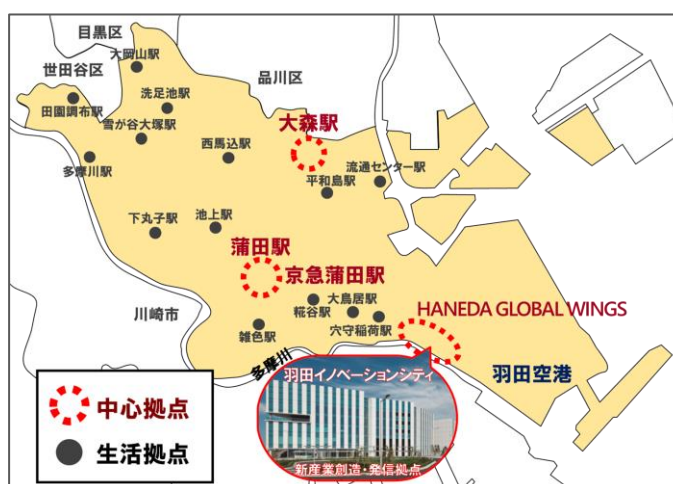 目黒区
大岡山駅
世田谷区
品川区
洗足池駅
田園調布駅
大森駅
雪が谷大塚駅
西馬込駅
流通センター駅
多摩川駅
平和島駅
池上駅
下丸子駅
蒲田駅
京急蒲田駅
大鳥居駅
HANEDA GLOBAL WINGS
川崎市
糀谷駅
穴守稲荷駅
雑色駅
多摩川
羽田イノベーションシティ
羽田空港
中心拠点
生活拠点
新産業創造・発信拠点